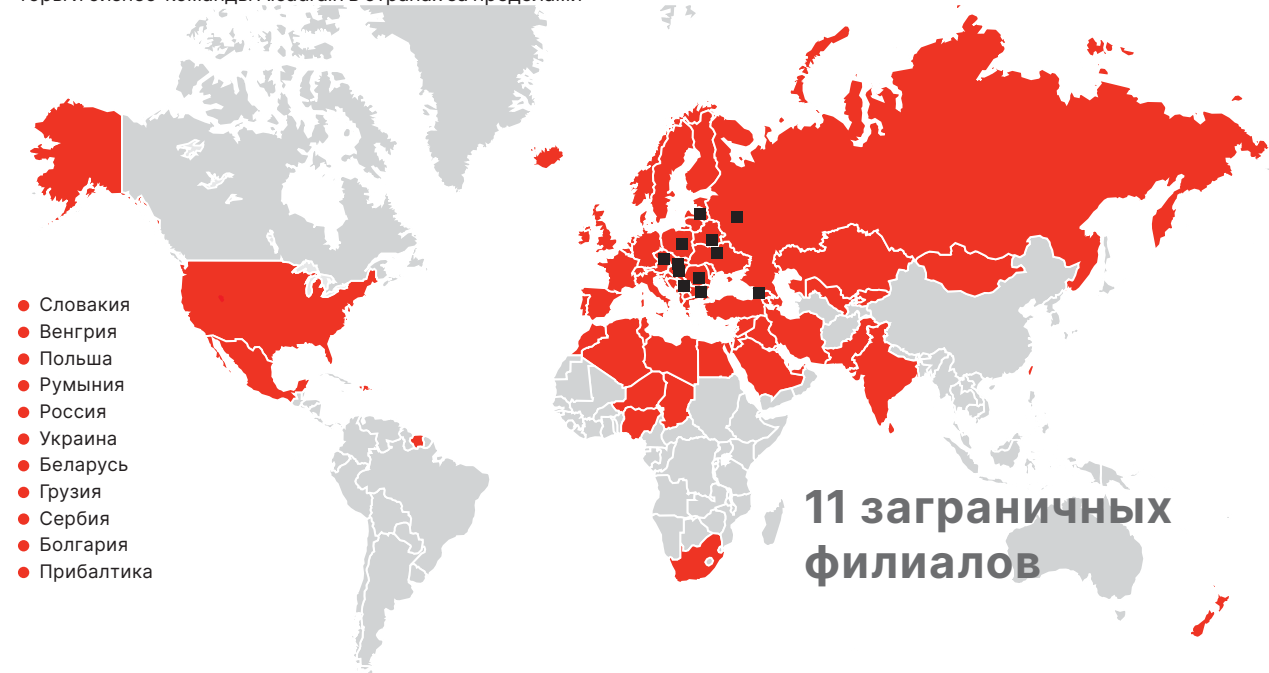 Словакия
Венгрия
Польша
Румыния
Россия
Украина
Беларусь
Грузия
Сербия
Болгария
Прибалтика
11 заграничных
филиалов